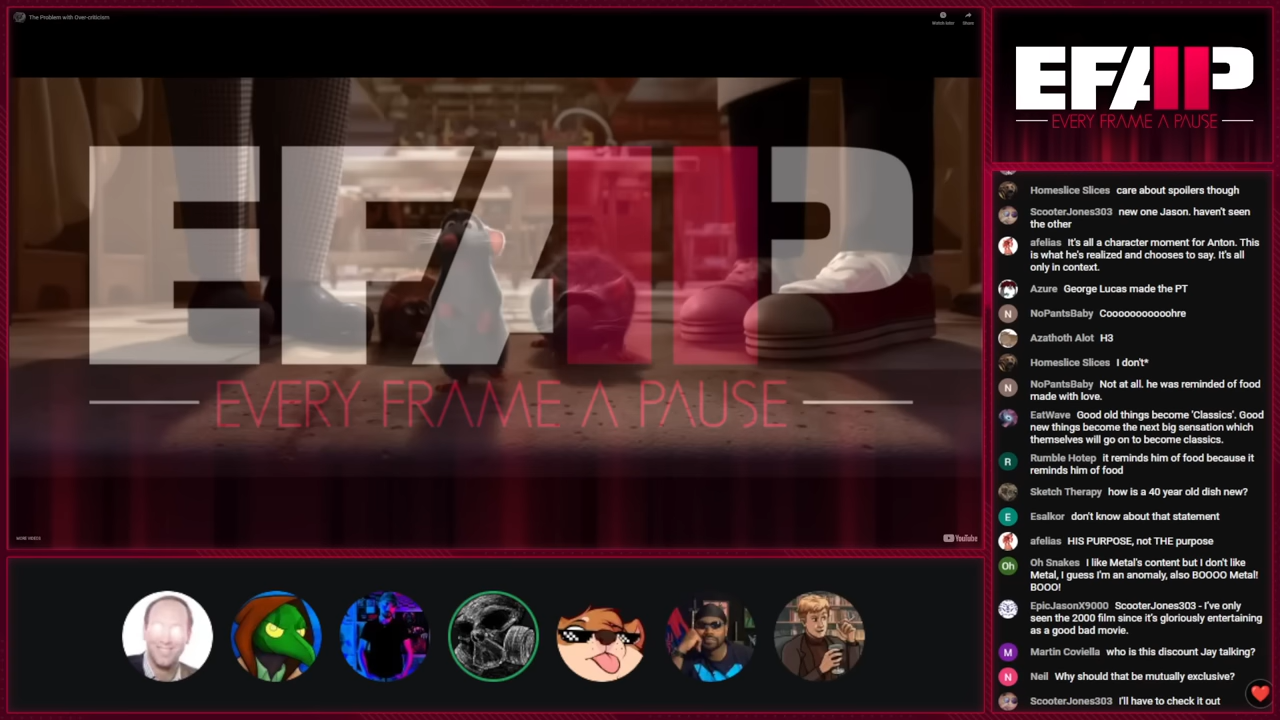 The Problem with Over-criticism
Watch later
Share
EFAP
EVERY FRAME A PAUSE
MORE VIDEOS
YouTube
EFAP
EVERY FRAME A PAUSE
Homeslice Slices care about spoilers though
ScooterJones303 new one Jason. haven't seen
the other
afelias It's all a character moment for Anton. This
is what he's realized and chooses to say. It's all
only in context.
Azure George Lucas made the PT
NoPantsBaby Cooooooooooohre
Azathoth Alot H3
Homeslice Slices I don't*
NoPantsBaby Not at all. he was reminded of food
made with love.
EatWave Good old things become 'Classics'. Good
new things become the next big sensation which
themselves will go on to become classics.
R
Rumble Hotep it reminds him of food because it
reminds him of food
Sketch Therapy how is a 40 year old dish new?
E
Esalkor don't know about that statement
afelias HIS PURPOSE, not THE purpose
Oh
Oh Snakes I like Metal's content but I don't like
Metal, I guess I'm an anomaly, also BOOOO Metal!
BOOO!
EpicJasonX9000 ScooterJones303 - I've only
seen the 2000 film since it's gloriously entertaining
as a good bad movie.
M
Martin Coviella who is this discount Jay talking?
N
Neil Why should that be mutually exclusive?
ScooterJones303 I'll have to check it out